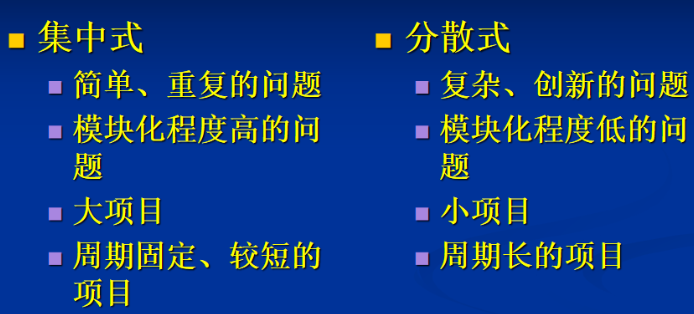 集中式
简单、重复的问题
模块化程度高的问
题
大项目
周期固定、较短的
项目
分散式
复杂、创新的问题
模块化程度低的问
题
小项目
周期长的项目